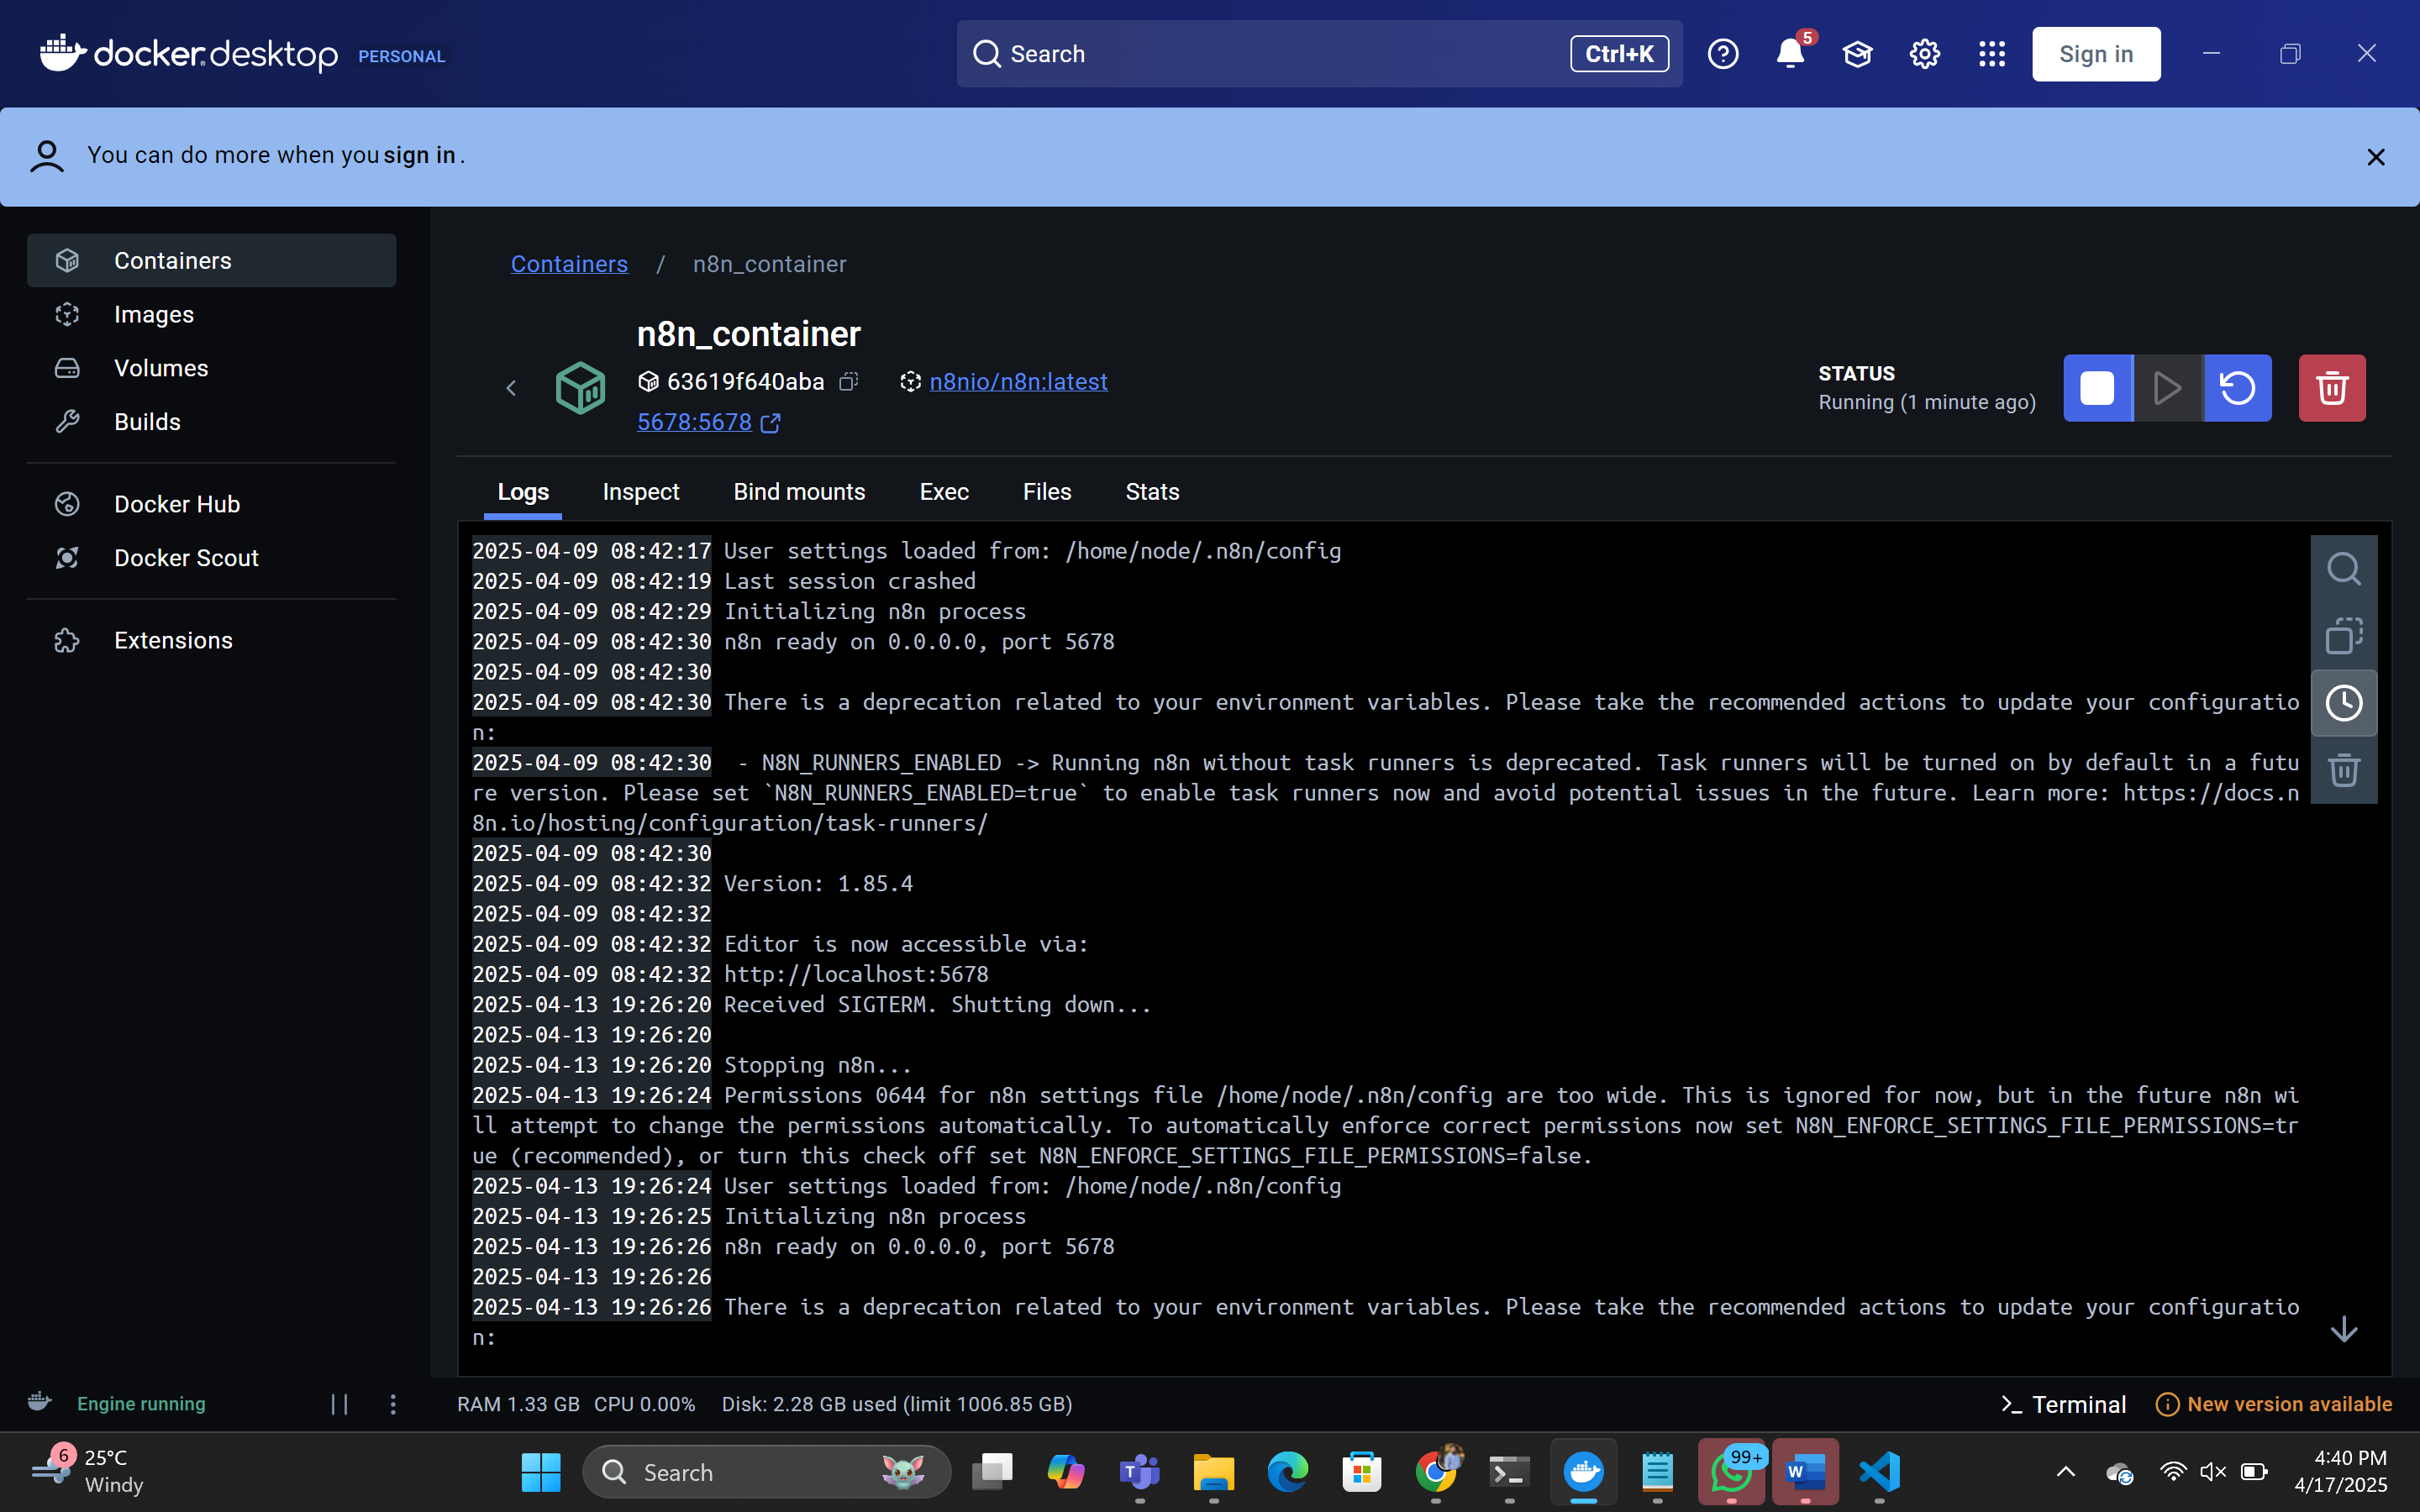 docker desktop PERSONAL
Search Ctrl+K
5
Sign in
You can do more when you sign in.
Containers
Images
Volumes
Builds
Docker Hub
Docker Scout
Extensions
Containers / n8n_container
n8n_container
63619f640aba n8nio/n8n:latest
5678:5678
STATUS
Running (1 minute ago)
Logs Inspect Bind mounts Exec Files Stats
2025-04-09 08:42:17 User settings loaded from: /home/node/.n8n/config
2025-04-09 08:42:19 Last session crashed
2025-04-09 08:42:29 Initializing n8n process
2025-04-09 08:42:30 n8n ready on 0.0.0.0, port 5678
2025-04-09 08:42:30
2025-04-09 08:42:30 There is a deprecation related to your environment variables. Please take the recommended actions to update your configuratio
n:
2025-04-09 08:42:30  - N8N_RUNNERS_ENABLED -> Running n8n without task runners is deprecated. Task runners will be turned on by default in a futu
re version. Please set `N8N_RUNNERS_ENABLED=true` to enable task runners now and avoid potential issues in the future. Learn more: https://docs.n
8n.io/hosting/configuration/task-runners/
2025-04-09 08:42:30
2025-04-09 08:42:32 Version: 1.85.4
2025-04-09 08:42:32
2025-04-09 08:42:32 Editor is now accessible via:
2025-04-09 08:42:32 http://localhost:5678
2025-04-13 19:26:20 Received SIGTERM. Shutting down...
2025-04-13 19:26:20
2025-04-13 19:26:20 Stopping n8n...
2025-04-13 19:26:24 Permissions 0644 for n8n settings file /home/node/.n8n/config are too wide. This is ignored for now, but in the future n8n wi
ll attempt to change the permissions automatically. To automatically enforce correct permissions now set N8N_ENFORCE_SETTINGS_FILE_PERMISSIONS=tr
ue (recommended), or turn this check off set N8N_ENFORCE_SETTINGS_FILE_PERMISSIONS=false.
2025-04-13 19:26:24 User settings loaded from: /home/node/.n8n/config
2025-04-13 19:26:25 Initializing n8n process
2025-04-13 19:26:26 n8n ready on 0.0.0.0, port 5678
2025-04-13 19:26:26
2025-04-13 19:26:26 There is a deprecation related to your environment variables. Please take the recommended actions to update your configuratio
n:
Engine running
RAM 1.33 GB CPU 0.00% Disk: 2.28 GB used (limit 1006.85 GB)
Terminal
New version available
6
25°C
Windy
Search
T
99+
W
4:40 PM
4/17/2025